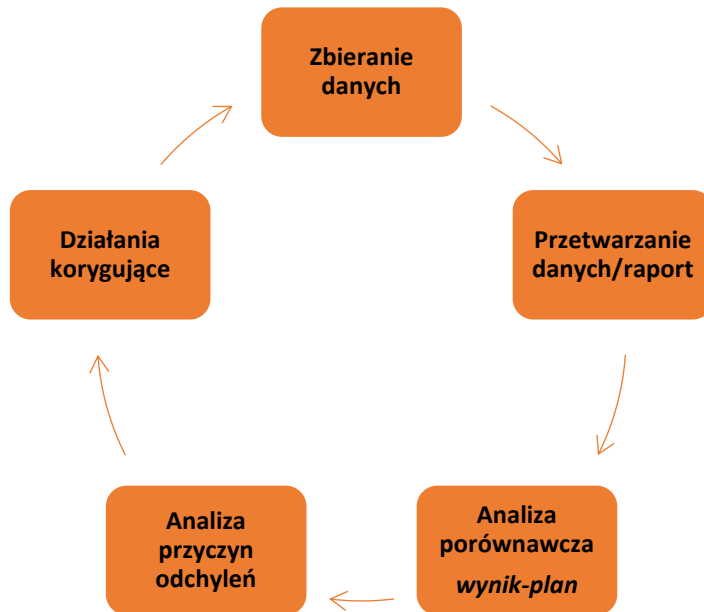 Zbieranie
danych
Przetwarzanie
danych/raport
Analiza
porównawcza
wynik-plan
Analiza
przyczyn
odchyleń
Działania
korygujące